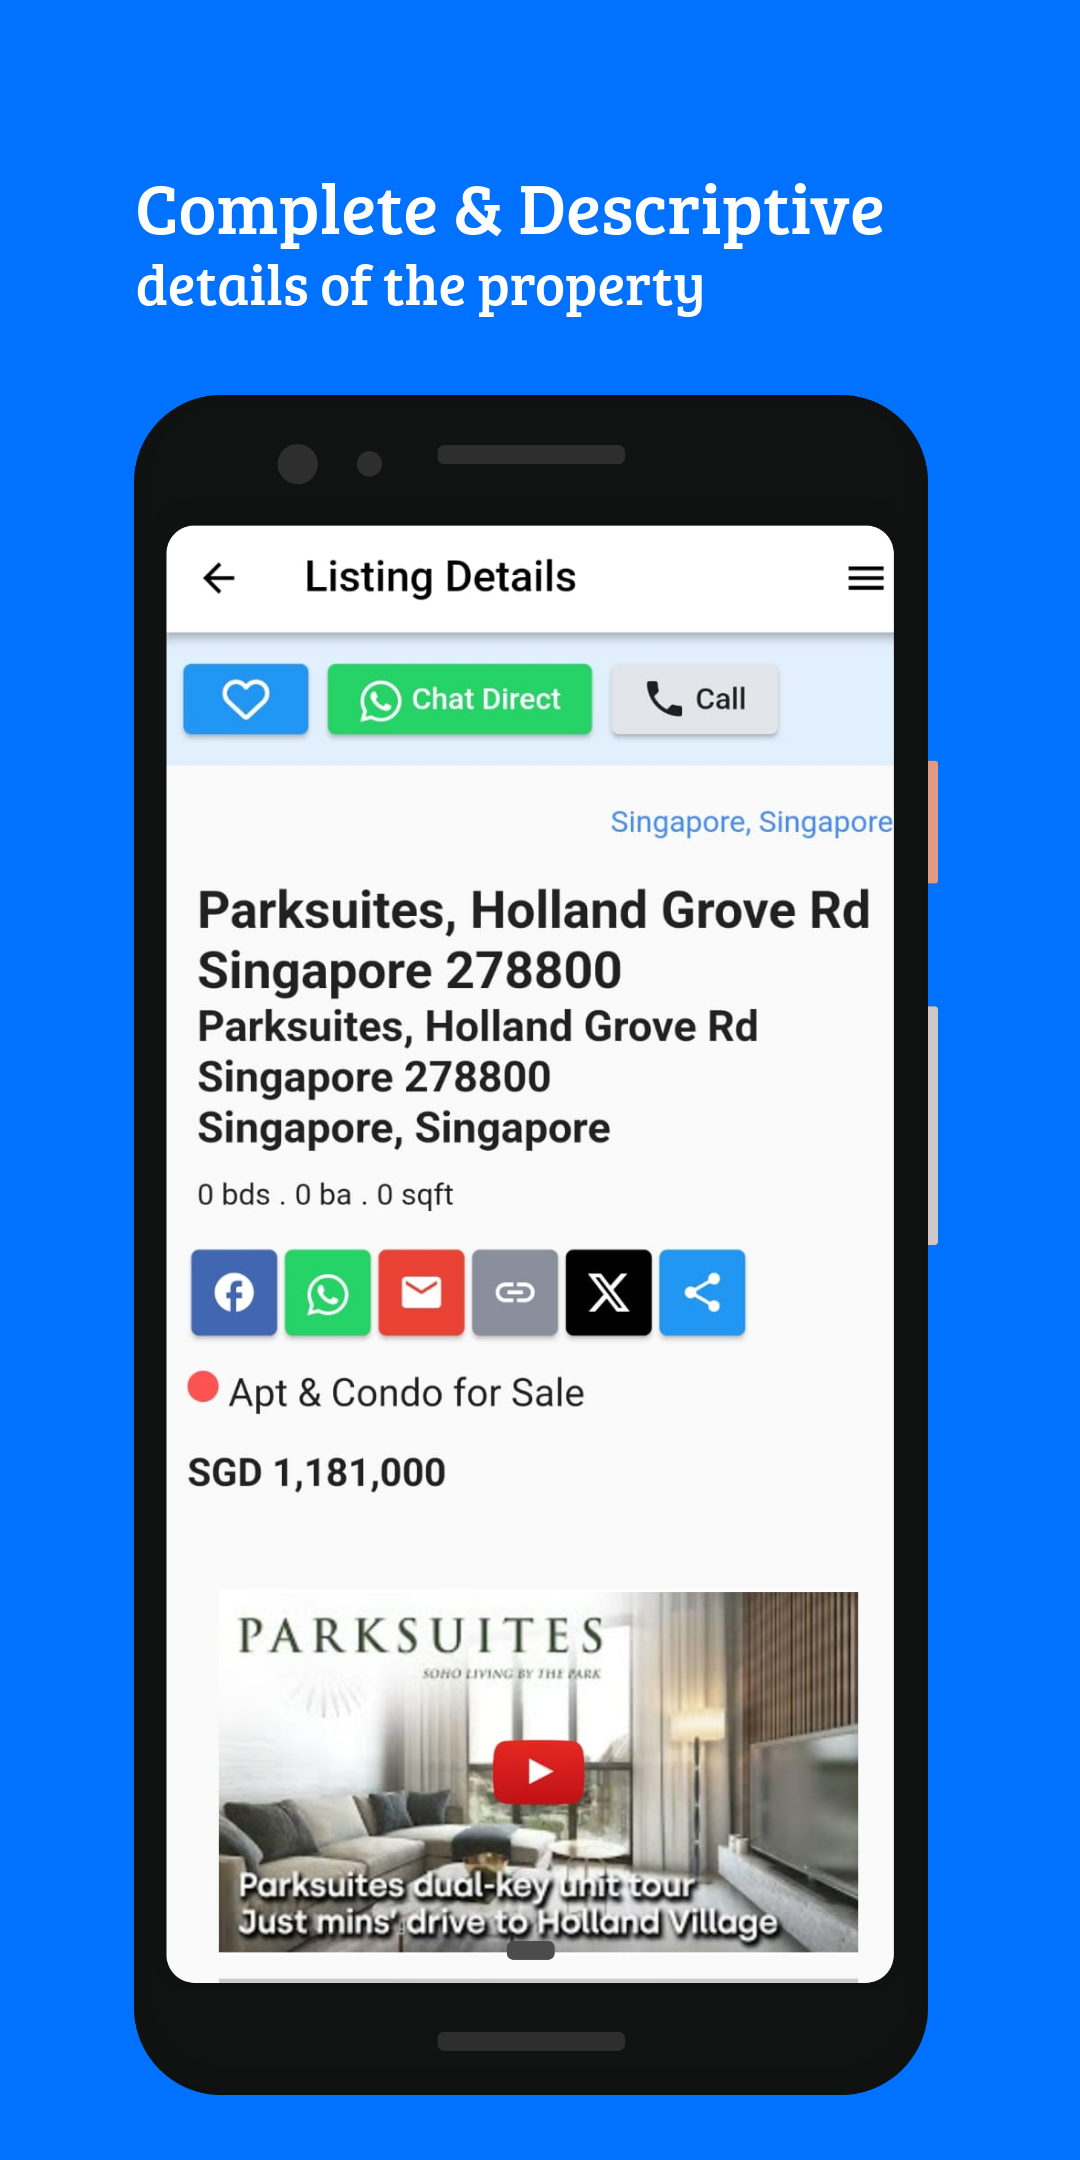 Complete & Descriptive
details of the property
Listing Details
Chat Direct
Call
Singapore, Singapore
Parksuites, Holland Grove Rd
Singapore 278800
Parksuites, Holland Grove Rd
Singapore 278800
Singapore, Singapore
0 bds . 0 ba . 0 sqft
Apt & Condo for Sale
SGD 1,181,000
PARKSUITES
SOHO LIVING BY THE PARK
Parksuites dual-key unit tour
Just mins' drive to Holland Village